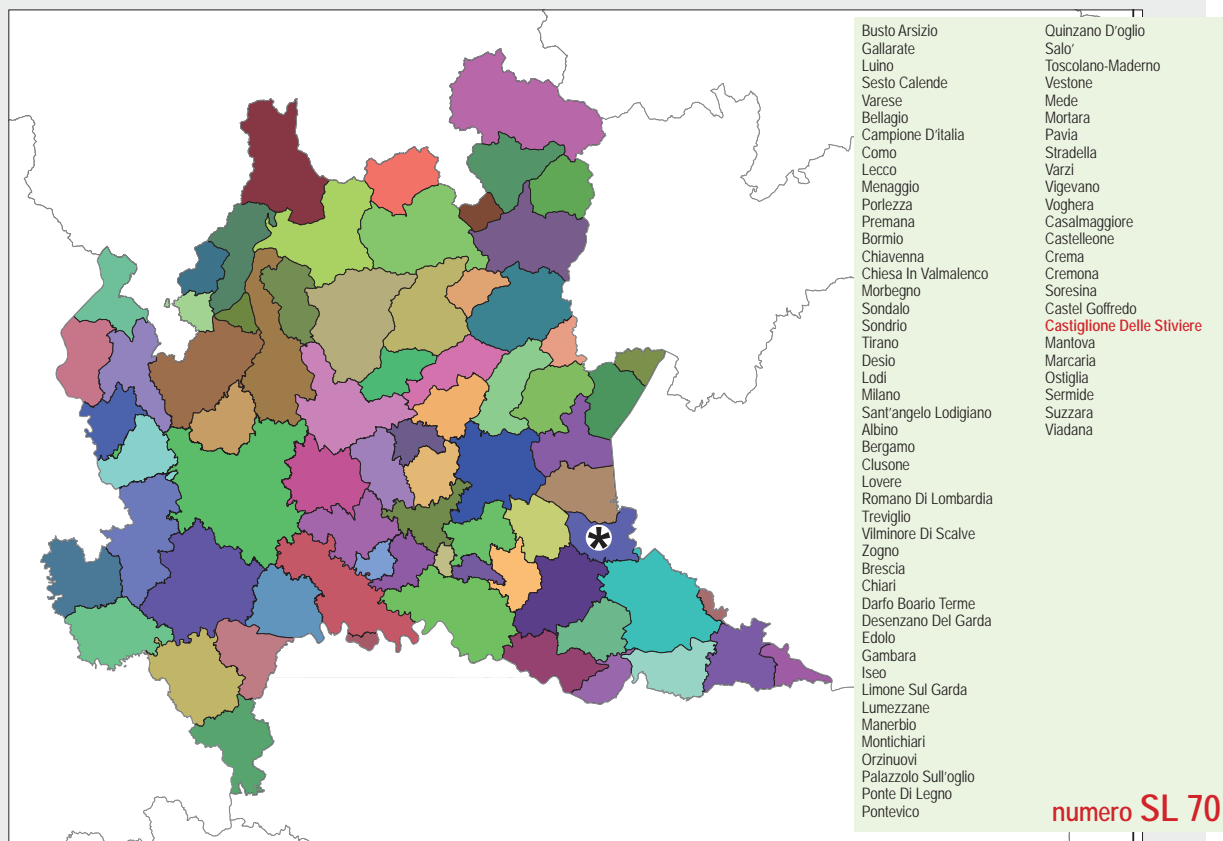 Busto Arsizio
Gallarate
Luino
Sesto Calende
Varese
Bellagio
Campione D'italia
Como
Lecco
Menaggio
Porlezza
Premana
Bormio
Chiavenna
Chiesa In Valmalenco
Morbegno
Sondalo
Sondrio
Tirano
Desio
Lodi
Milano
Sant'angelo Lodigiano
Albino
Bergamo
Clusone
Lovere
Romano Di Lombardia
Treviglio
Vilminore Di Scalve
Zogno
Brescia
Chiari
Darfo Boario Terme
Desenzano Del Garda
Edolo
Gambara
Iseo
Limone Sul Garda
Lumezzane
Manerbio
Montichiari
Orzinuovi
Palazzolo Sull'oglio
Ponte Di Legno
Pontevico
Quinzano D'oglio
Salo'
Toscolano-Maderno
Vestone
Mede
Mortara
Pavia
Stradella
Varzi
Vigevano
Voghera
Casalmaggiore
Castelleone
Crema
Cremona
Soresina
Castel Goffredo
Castiglione Delle Stiviere
Mantova
Marcaria
Ostiglia
Sermide
Suzzara
Viadana
numero SL 70